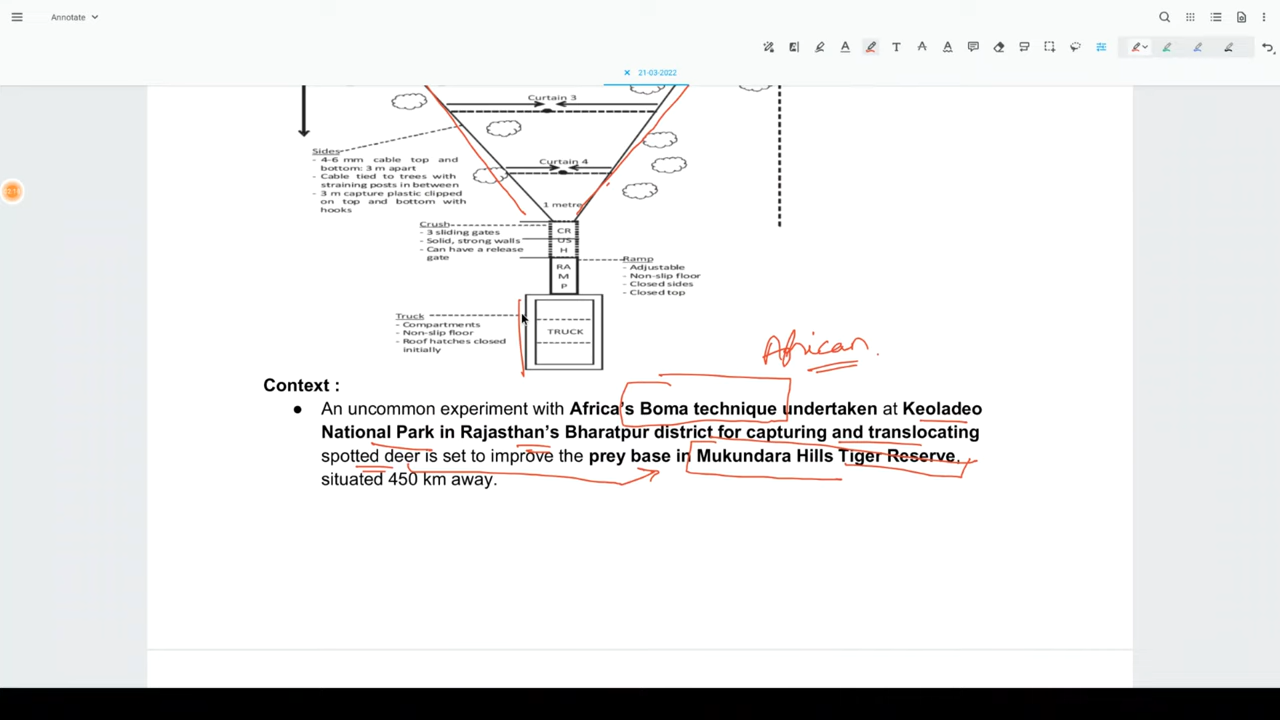 Annotate
21-03-2022
Curtain 3
Sides
- 4-6 mm cable top and
bottom: 3 m apart
- Cable tied to trees with
straining posts in between
- 3 m capture plastic clipped
on top and bottom with
hooks
Curtain 4
1 metre
Crush
- 3 sliding gates
- Solid, strong walls
- Can have a release
gate
CR
US
H
RA
M
P
Ramp
- Adjustable
- Non-slip floor
- Closed sides
- Closed top
Truck
- Compartments
- Non-slip floor
- Roof hatches closed
initially
TRUCK
African.
Context :
● An uncommon experiment with Africa's Boma technique undertaken at Keoladeo
National Park in Rajasthan's Bharatpur district for capturing and translocating
spotted deer is set to improve the prey base in Mukundara Hills Tiger Reserve,
situated 450 km away.